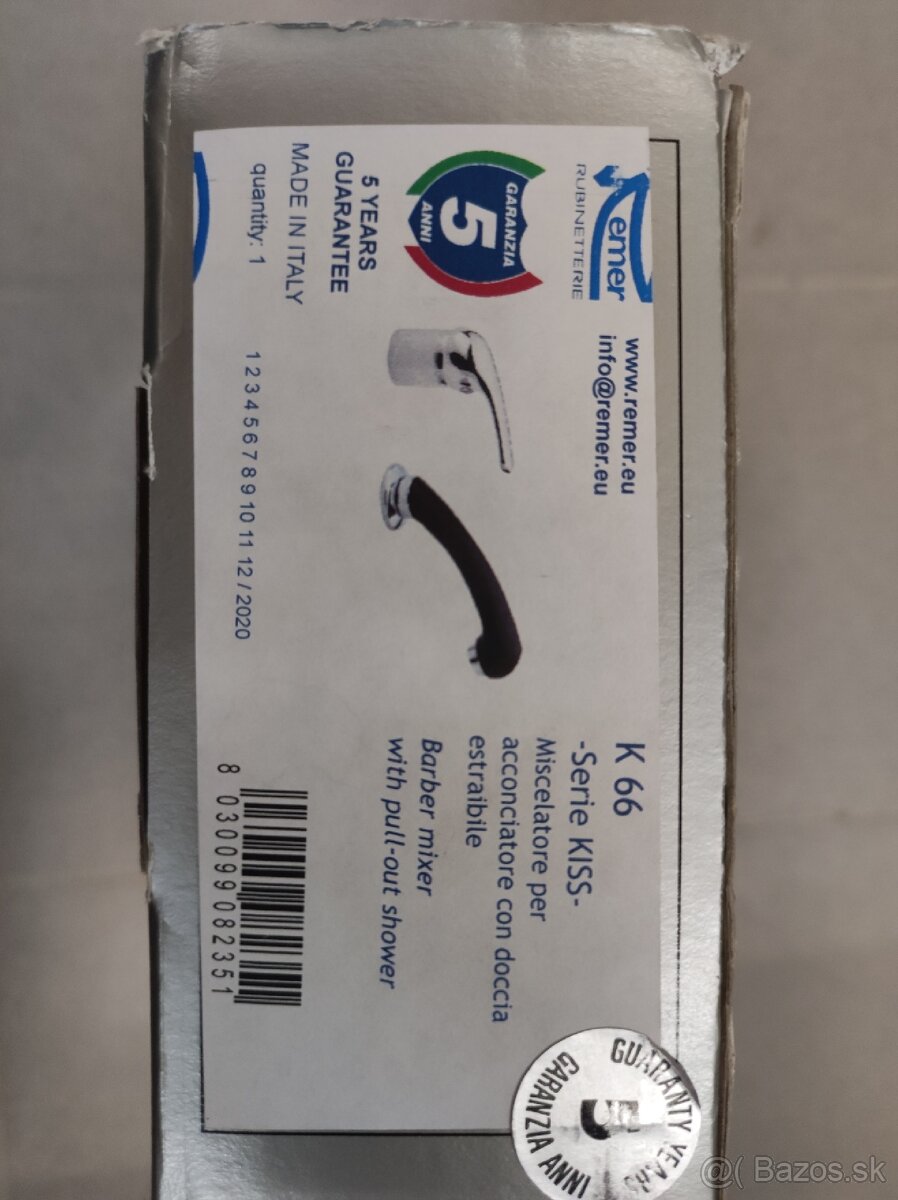 Remer
RUBINETTERIE
www.remer.eu
info@remer.eu
GARANZIA
5
ANNI
5 YEARS
GUARANTEE
MADE IN ITALY
quantity: 1
1 2 3 4 5 6 7 8 9 10 11 12 / 2020
K 66
-Serie KISS-
Miscelatore per
acconciatore con doccia
estraibile
Barber mixer
with pull-out shower
8 030099 082351
GUARANTY YEARS
5
GARANZIA ANNI
@( Bazos.sk